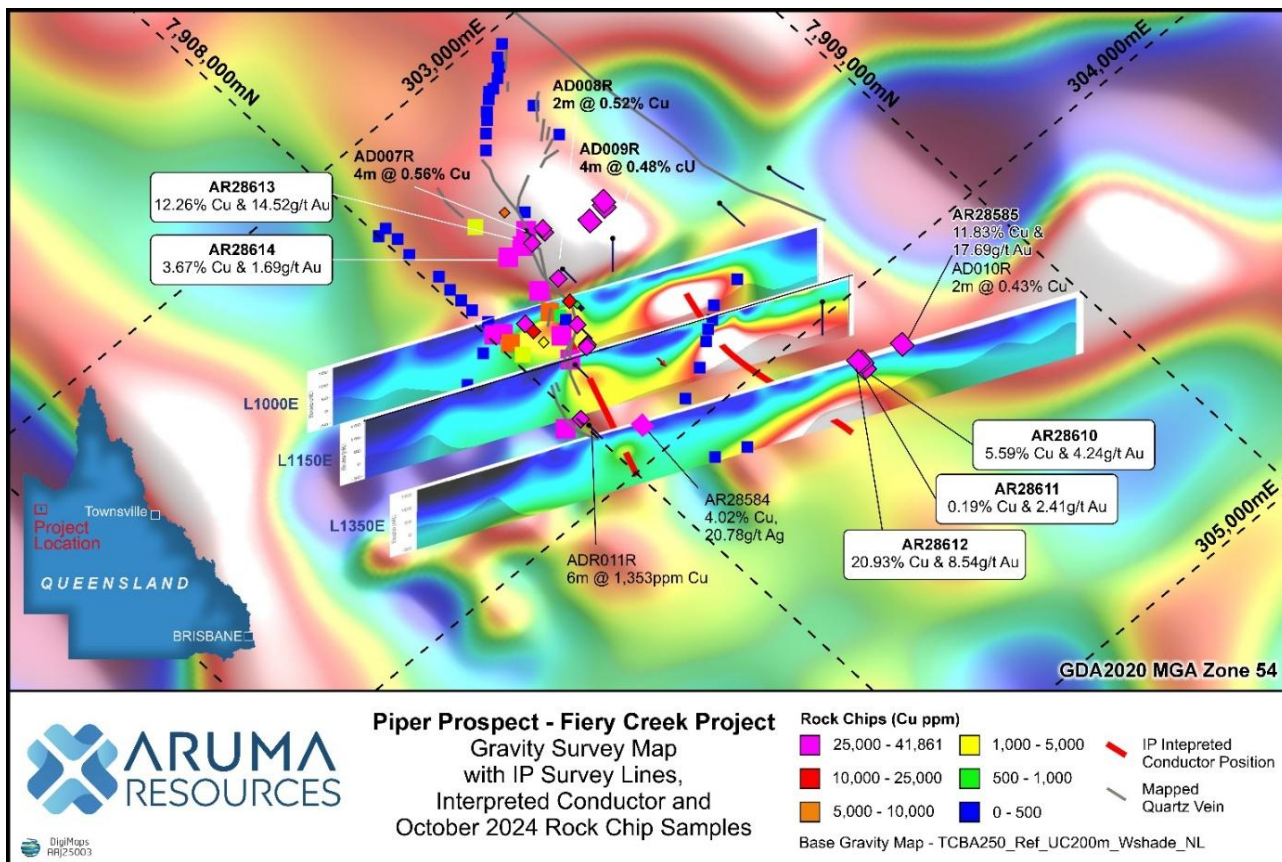 7,908,000mN
303,000mE
7,909,000mN
304,000mE
AD008R
2m @ 0.52% Cu
AD007R
4m @ 0.56% Cu
AD009R
4m @ 0.48% cU
AR28613
12.26% Cu & 14.52g/t Au
AR28614
3.67% Cu & 1.69g/t Au
AR28585
11.83% Cu &
17.69g/t Au
AD010R
2m @ 0.43% Cu
L1000E
L1150E
L1350E
AR28610
5.59% Cu & 4.24g/t Au
AR28611
0.19% Cu & 2.41g/t Au
AR28612
20.93% Cu & 8.54g/t Au
AR28584
4.02% Cu,
20.78g/t Ag
ADR011R
6m @ 1,353ppm Cu
305,000mE
Townsville
Project
Location
QUEENSLAND
BRISBANE
GDA2020 MGA Zone 54
ARUMA
RESOURCES
DigiMaps
ARJ25003
Piper Prospect - Fiery Creek Project
Gravity Survey Map
with IP Survey Lines,
Interpreted Conductor and
October 2024 Rock Chip Samples
Rock Chips (Cu ppm)
25,000 - 41,861
10,000 - 25,000
5,000 - 10,000
1,000 - 5,000
500 - 1,000
0 - 500
IP Intepreted
Conductor Position
Mapped
Quartz Vein
Base Gravity Map - TCBA250_Ref_UC200m_Wshade_NL